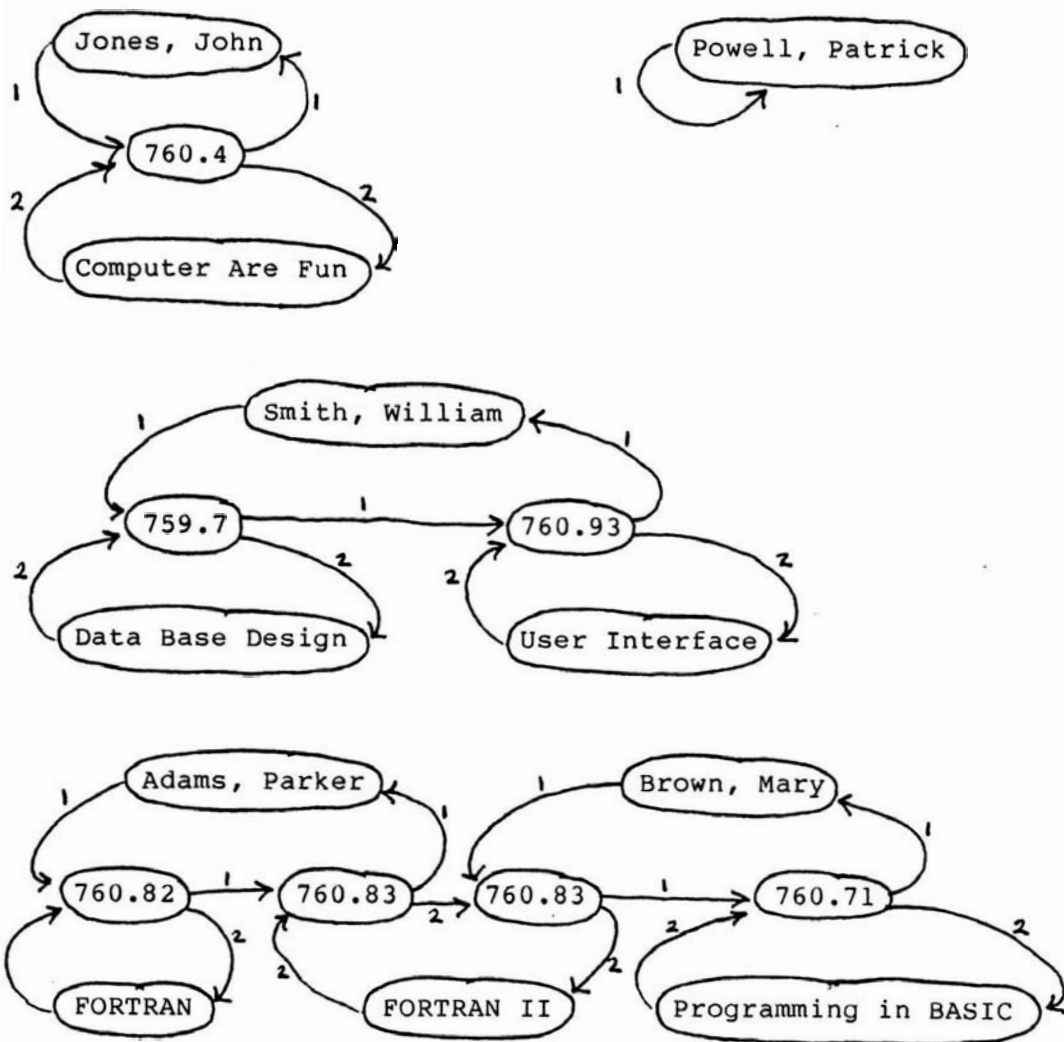 Jones, John
Powell, Patrick
1
1
1
760.4
2
2
Computer Are Fun
Smith, William
1
1
1
759.7
760.93
2
2
2
2
Data Base Design
User Interface
Adams, Parker
Brown, Mary
1
1
1
1
760.82
1
760.83
2
760.83
1
760.71
2
2
2
2
2
FORTRAN
FORTRAN II
Programming in BASIC